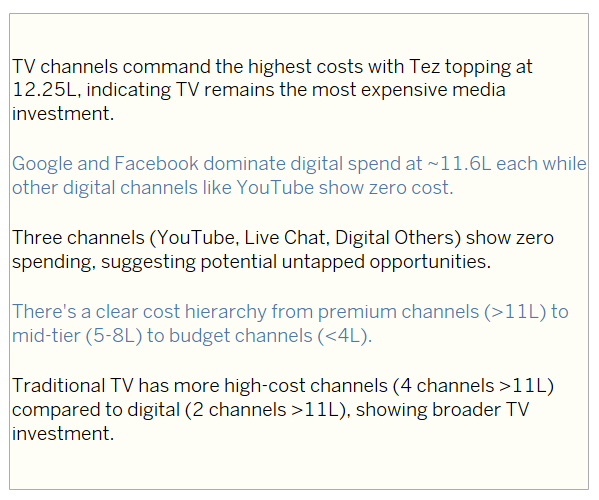 TV channels command the highest costs with Tez topping at
12.25L, indicating TV remains the most expensive media
investment.
Google and Facebook dominate digital spend at ~11.6L each while
other digital channels like YouTube show zero cost.
Three channels (YouTube, Live Chat, Digital Others) show zero
spending, suggesting potential untapped opportunities.
There's a clear cost hierarchy from premium channels (>11L) to
mid-tier (5-8L) to budget channels (<4L).
Traditional TV has more high-cost channels (4 channels >11L)
compared to digital (2 channels >11L), showing broader TV
investment.